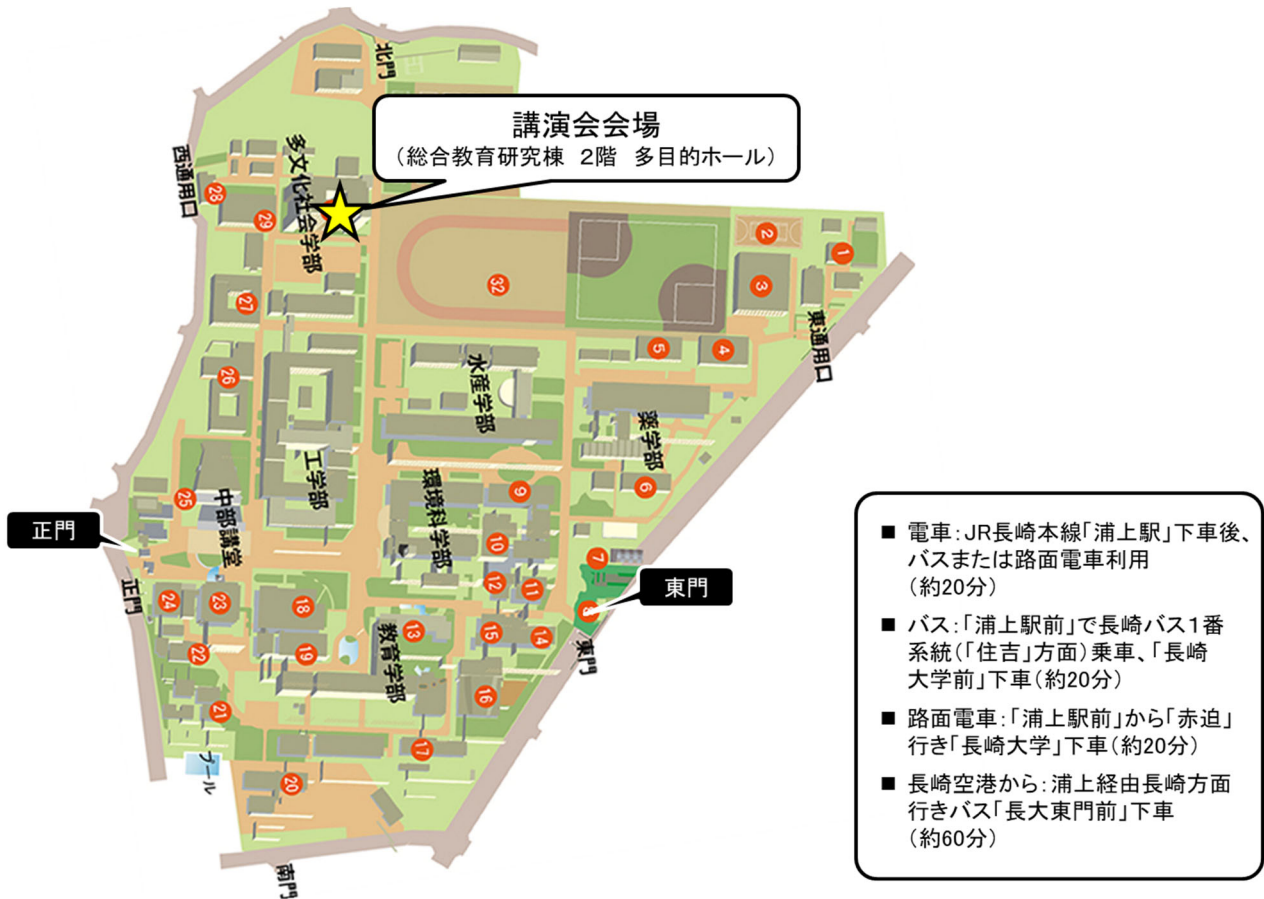 北門
講演会会場
（総合教育研究棟 2階 多目的ホール）
西通用口
多文化社会学部
28
29
2
1
3
32
27
東通用口
5
4
26
水産学部
薬学部
工学部
環境科学部
9
6
25
中部講堂
10
7
正門
12
11
東門
8
正門
24
23
18
13
15
14
東門
教育学部
22
19
16
21
17
プール
20
南門
■ 電車：JR長崎本線「浦上駅」下車後、
バスまたは路面電車利用
（約20分）
■ バス：「浦上駅前」で長崎バス1番
系統（「住吉」方面）乗車、「長崎
大学前」下車（約20分）
■ 路面電車：「浦上駅前」から「赤迫」
行き「長崎大学」下車（約20分）
■ 長崎空港から：浦上経由長崎方面
行きバス「長大東門前」下車
（約60分）